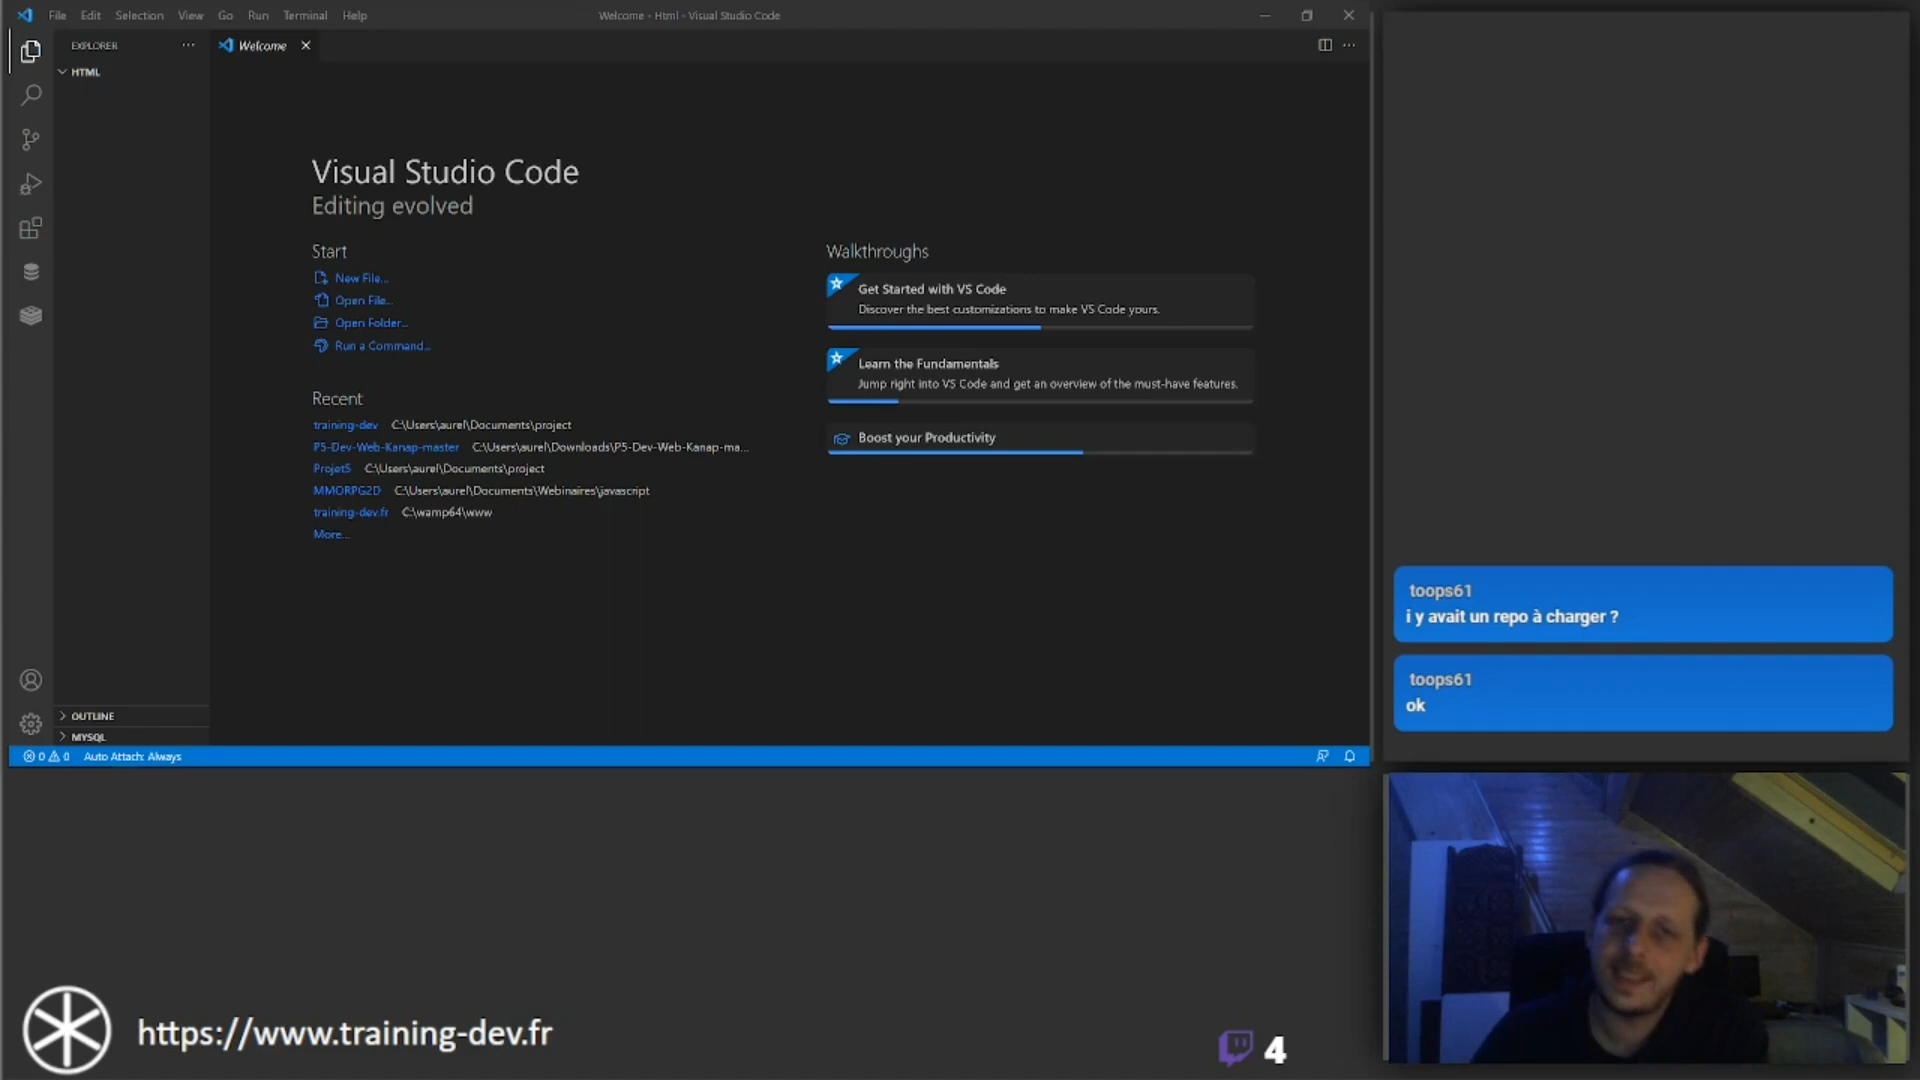 File Edit Selection View Go Run Terminal Help
Welcome - Html - Visual Studio Code
EXPLORER
Welcome
HTML
Visual Studio Code
Editing evolved
Start
New File...
Open File...
Open Folder...
Run a Command...
Recent
training-dev C:\Users\aurel\Documents\project
P5-Dev-Web-Kanap-master C:\Users\aurel\Downloads\P5-Dev-Web-Kanap-ma...
Projet5 C:\Users\aurel\Documents\project
MMORPG2D C:\Users\aurel\Documents\Webinaires\javascript
training-dev.fr C:\wamp64\www
More...
Walkthroughs
Get Started with VS Code
Discover the best customizations to make VS Code yours.
Learn the Fundamentals
Jump right into VS Code and get an overview of the must-have features.
Boost your Productivity
OUTLINE
MYSQL
0 0 Auto Attach: Always
toops61
i y avait un repo à charger ?
toops61
ok
https://www.training-dev.fr
4